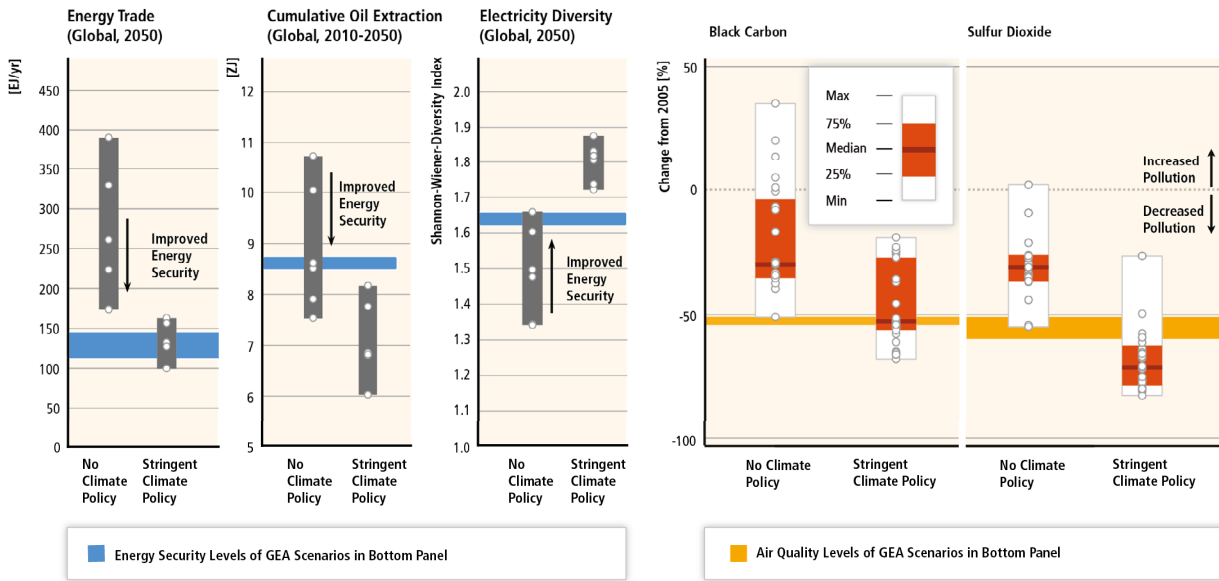 Energy Trade
(Global, 2050)
[EJ/yr]
450
400
350
300
250
200
150
100
50
0
Improved
Energy
Security
No
Climate
Policy
Stringent
Climate
Policy
Cumulative Oil Extraction
(Global, 2010-2050)
[ZJ]
12
11
10
9
8
7
6
5
Improved
Energy
Security
No
Climate
Policy
Stringent
Climate
Policy
Electricity Diversity
(Global, 2050)
Shannon-Wiener-Diversity Index
2.0
1.9
1.8
1.7
1.6
1.5
1.4
1.3
1.2
1.1
1.0
Improved
Energy
Security
No
Climate
Policy
Stringent
Climate
Policy
Energy Security Levels of GEA Scenarios in Bottom Panel
Black Carbon
Sulfur Dioxide
Change from 2005 [%]
50
0
-50
-100
Max
75%
Median
25%
Min
Increased
Pollution
Decreased
Pollution
No Climate
Policy
Stringent
Climate Policy
No Climate
Policy
Stringent
Climate Policy
Air Quality Levels of GEA Scenarios in Bottom Panel